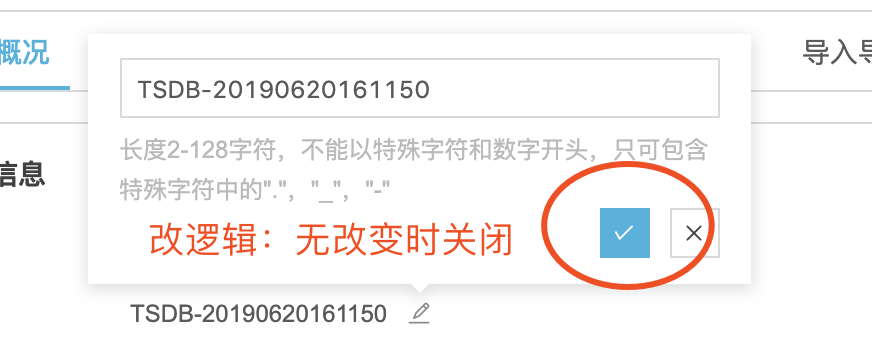 概况
导入导
TSDB-20190620161150
长度2-128字符，不能以特殊字符和数字开头，只可包含
特殊字符中的"."，"_"，"-"
信息
改逻辑：无改变时关闭
TSDB-20190620161150